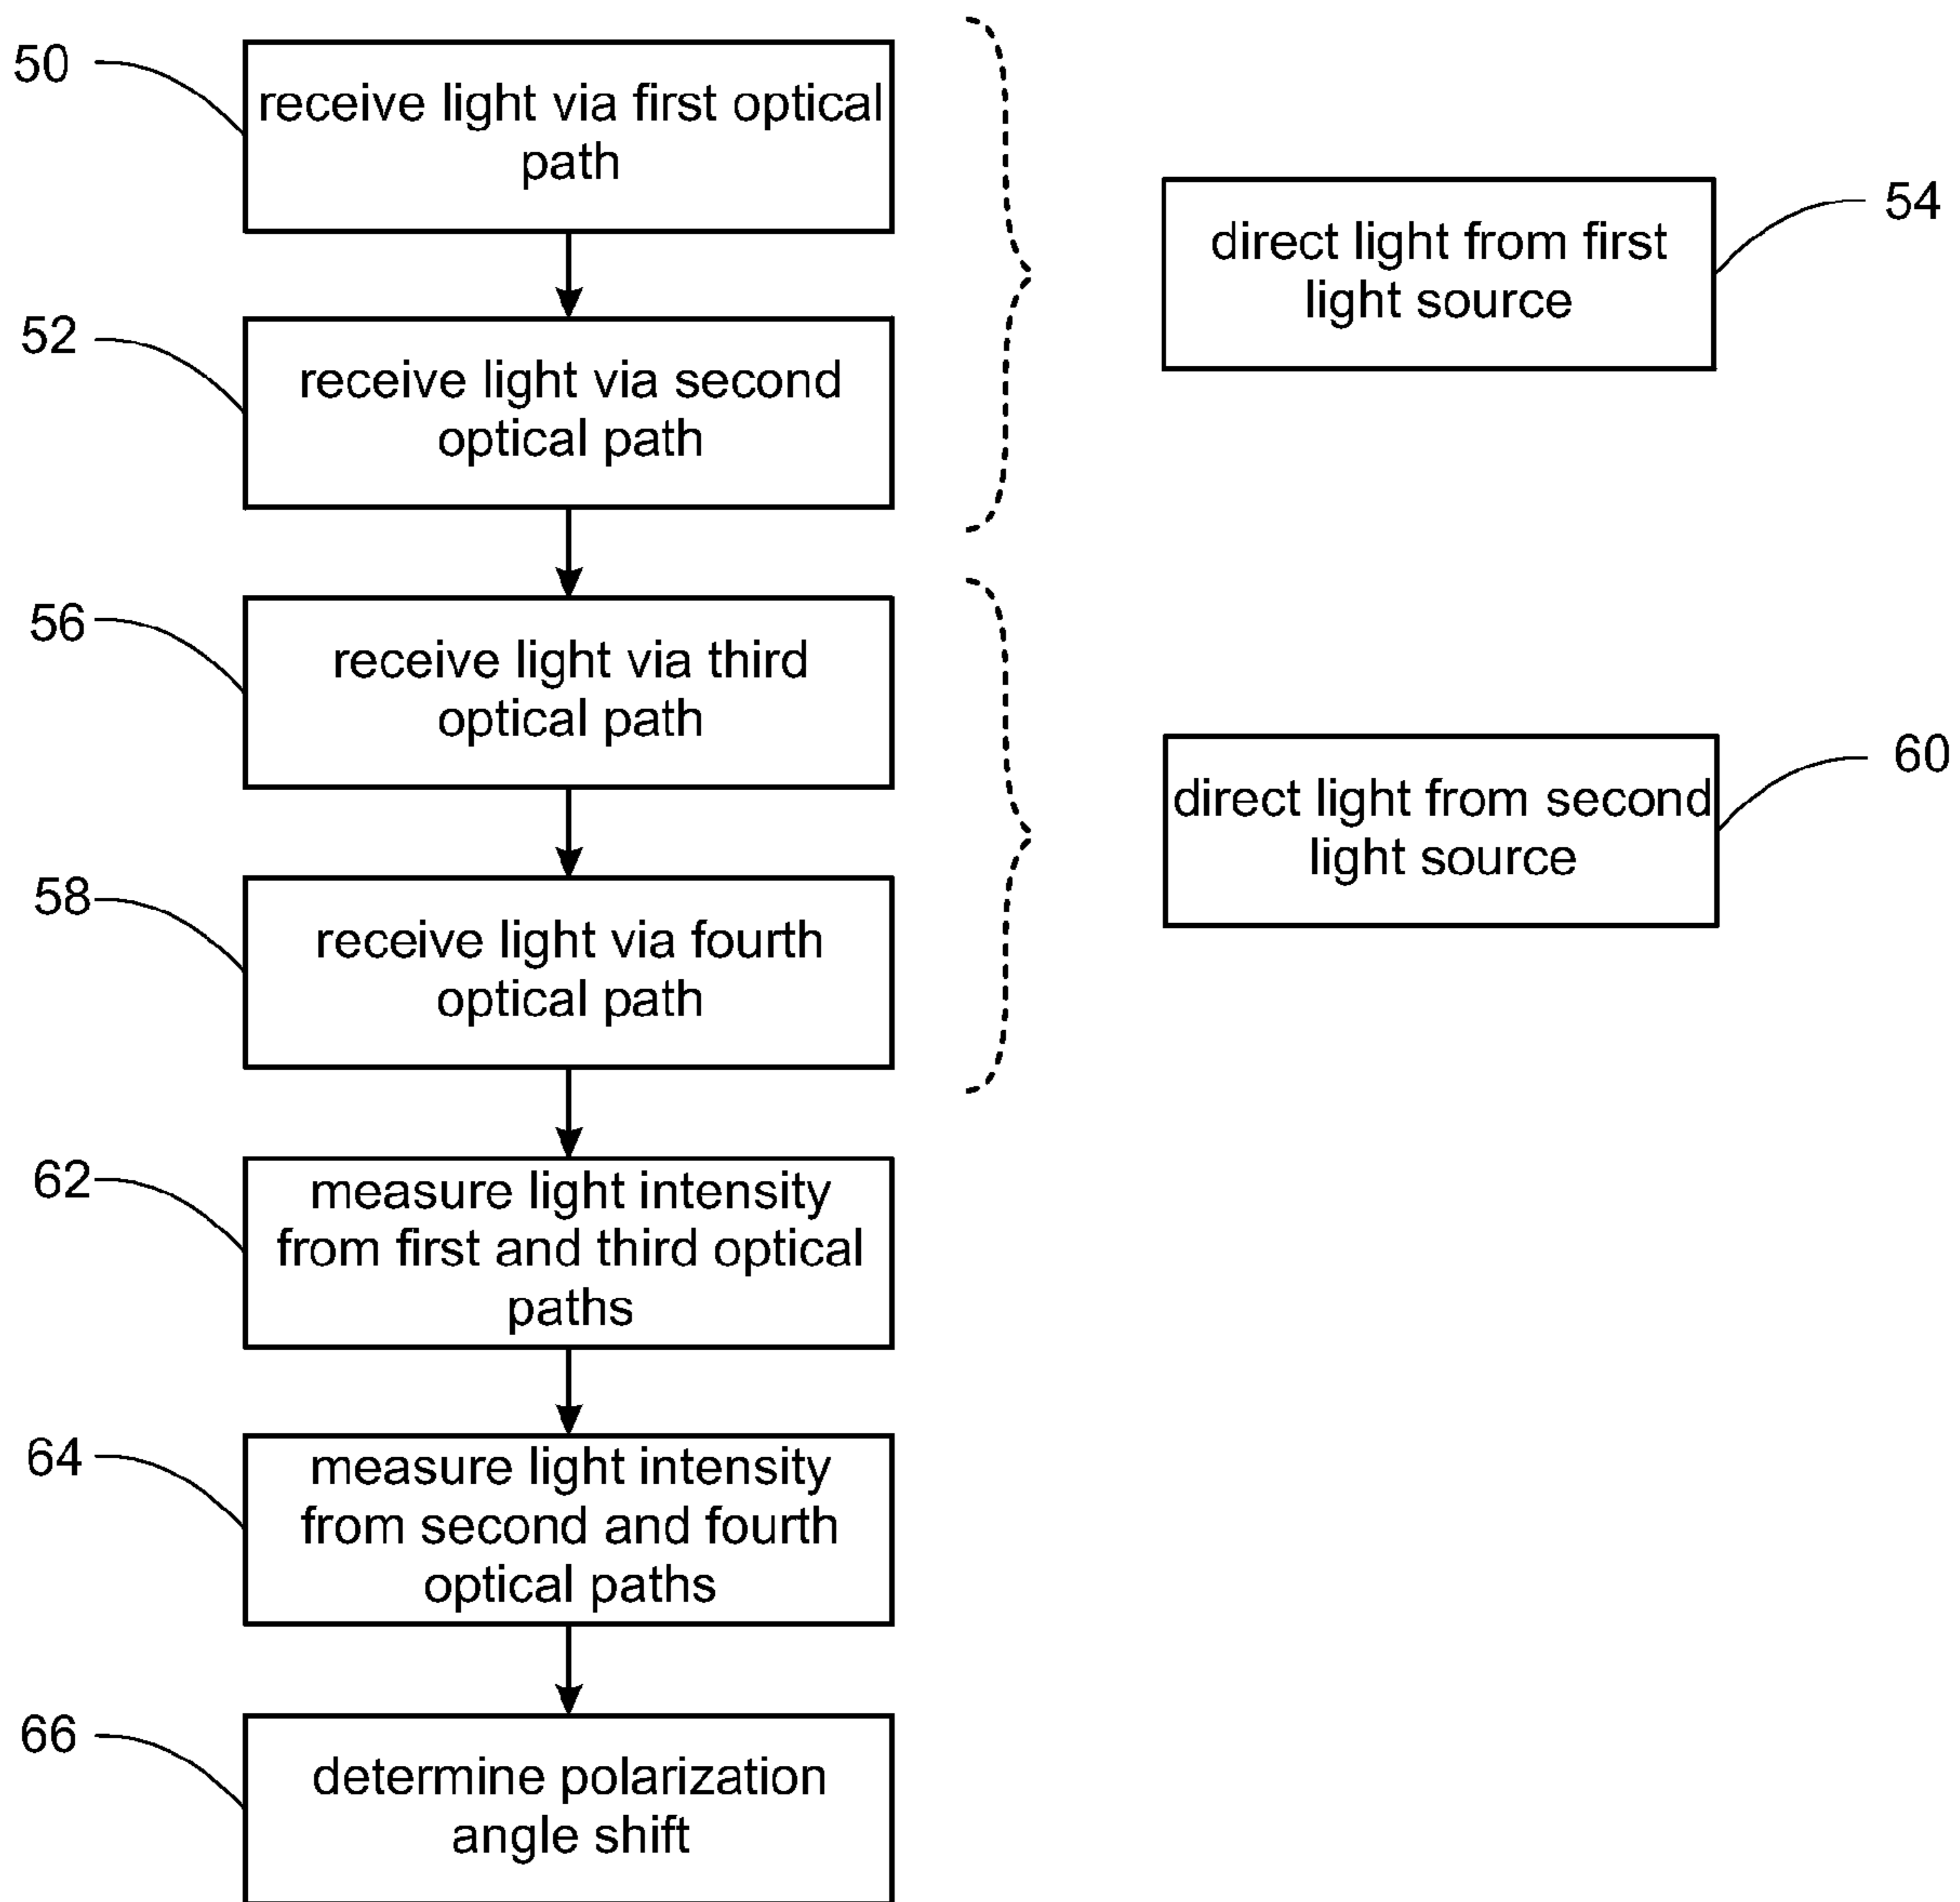 50
receive light via first optical
path
54
direct light from first
light source
52
receive light via second
optical path
56
receive light via third
optical path
60
direct light from second
light source
58
receive light via fourth
optical path
62
measure light intensity
from first and third optical
paths
64
measure light intensity
from second and fourth
optical paths
66
determine polarization
angle shift